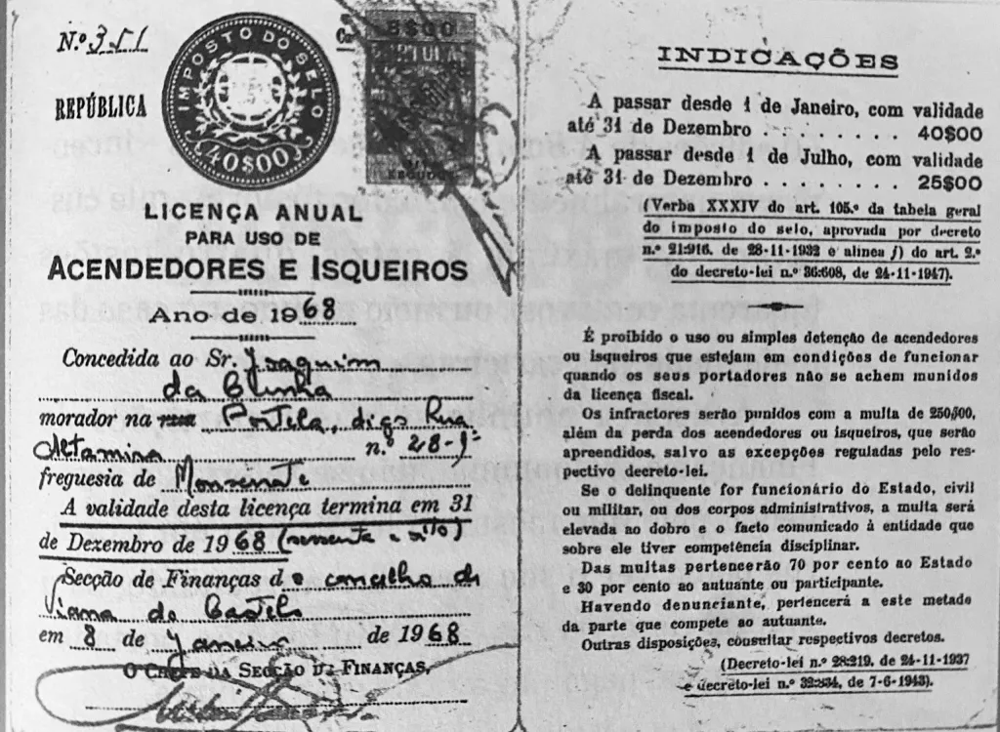 N.º 351
REPÚBLICA
IMPOSTO DO SELO
40$00
LICENÇA ANUAL
PARA USO DE
ACENDEDORES E ISQUEIROS
Ano de 1968
Concedida ao Sr. Joaquim
da Cunha
morador na rua Portela, digo Rua
n.º 28-1º
freguesia de Monserrate
A validade desta licença termina em 31
de Dezembro de 1968 (sessenta e oito)
Secção de Finanças do concelho de
Viana do Castelo
em 8 de Janeiro de 1968
O CHEFE DA SECÇÃO DE FINANÇAS,
INDICAÇÕES
A passar desde 1 de Janeiro, com validade
até 31 de Dezembro . . . . . . . . . 40$00
A passar desde 1 de Julho, com validade
até 31 de Dezembro . . . . . . . . 25$00
(Verba XXXIV do art. 105.º da tabela geral
do imposto do selo, aprovada por decreto
n.º 21:916, de 28-11-1932 e alínea j) do art. 2.º
do decreto-lei n.º 36:608, de 24-11-1947).
É proibido o uso ou simples detenção de acendedores
ou isqueiros que estejam em condições de funcionar
quando os seus portadores não se achem munidos
da licença fiscal.
Os infractores serão punidos com a multa de 250$00,
além da perda dos acendedores ou isqueiros, que serão
apreendidos, salvo as excepções reguladas pelo res-
pectivo decreto-lei.
Se o delinquente for funcionário do Estado, civil
ou militar, ou dos corpos administrativos, a multa será
elevada ao dobro e o facto comunicado à entidade que
sobre ele tiver competência disciplinar.
Das multas pertencerão 70 por cento ao Estado
e 30 por cento ao autuante ou participante.
Havendo denunciante, pertencerá a este metade
da parte que compete ao autuante.
Outras disposições, consultar respectivos decretos.
(Decreto-lei n.º 28:219, de 24-11-1937
e decreto-lei n.º 32:834, de 7-6-1943).